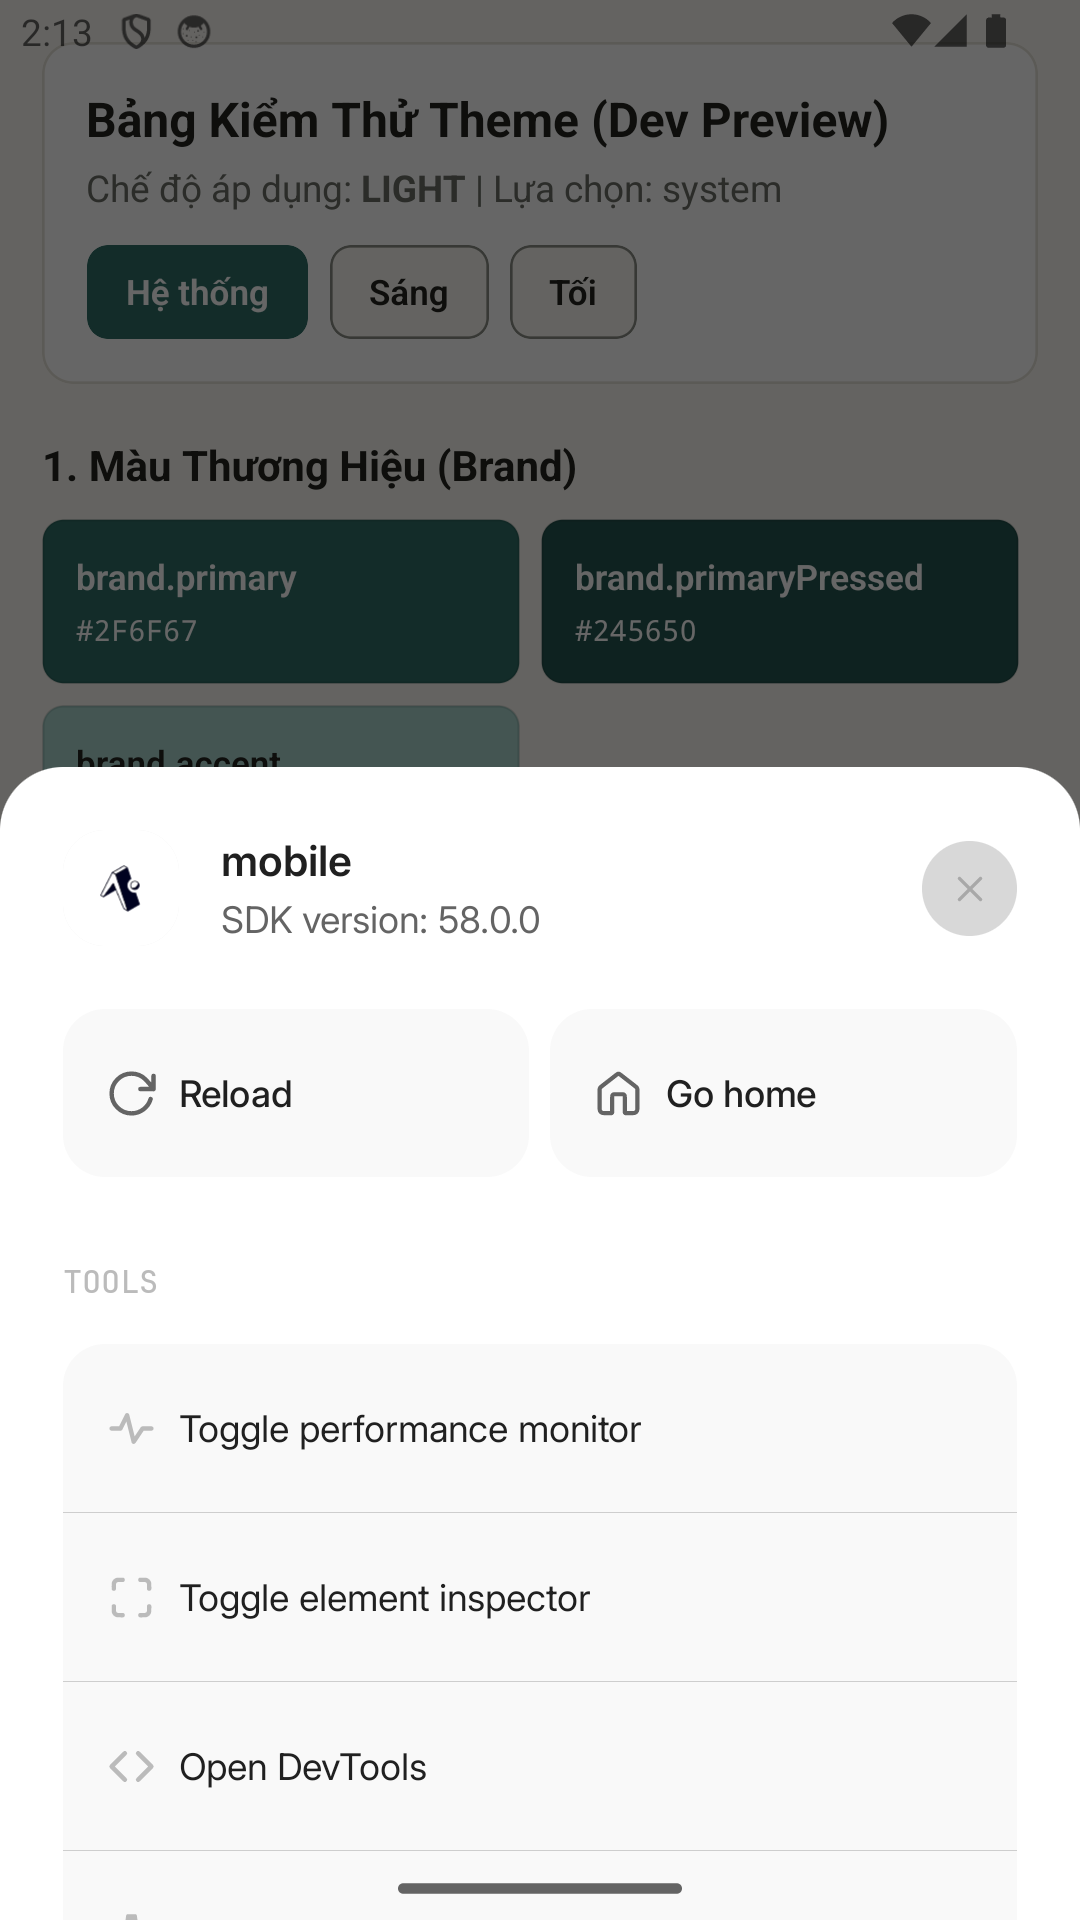 2:13
Bảng Kiểm Thử Theme (Dev Preview)
Chế độ áp dụng: LIGHT | Lựa chọn: system
Hệ thống
Sáng
Tối
1. Màu Thương Hiệu (Brand)
brand.primary
#2F6F67
brand.primaryPressed
#245650
brand.accent
mobile
SDK version: 58.0.0
Reload
Go home
TOOLS
Toggle performance monitor
Toggle element inspector
Open DevTools